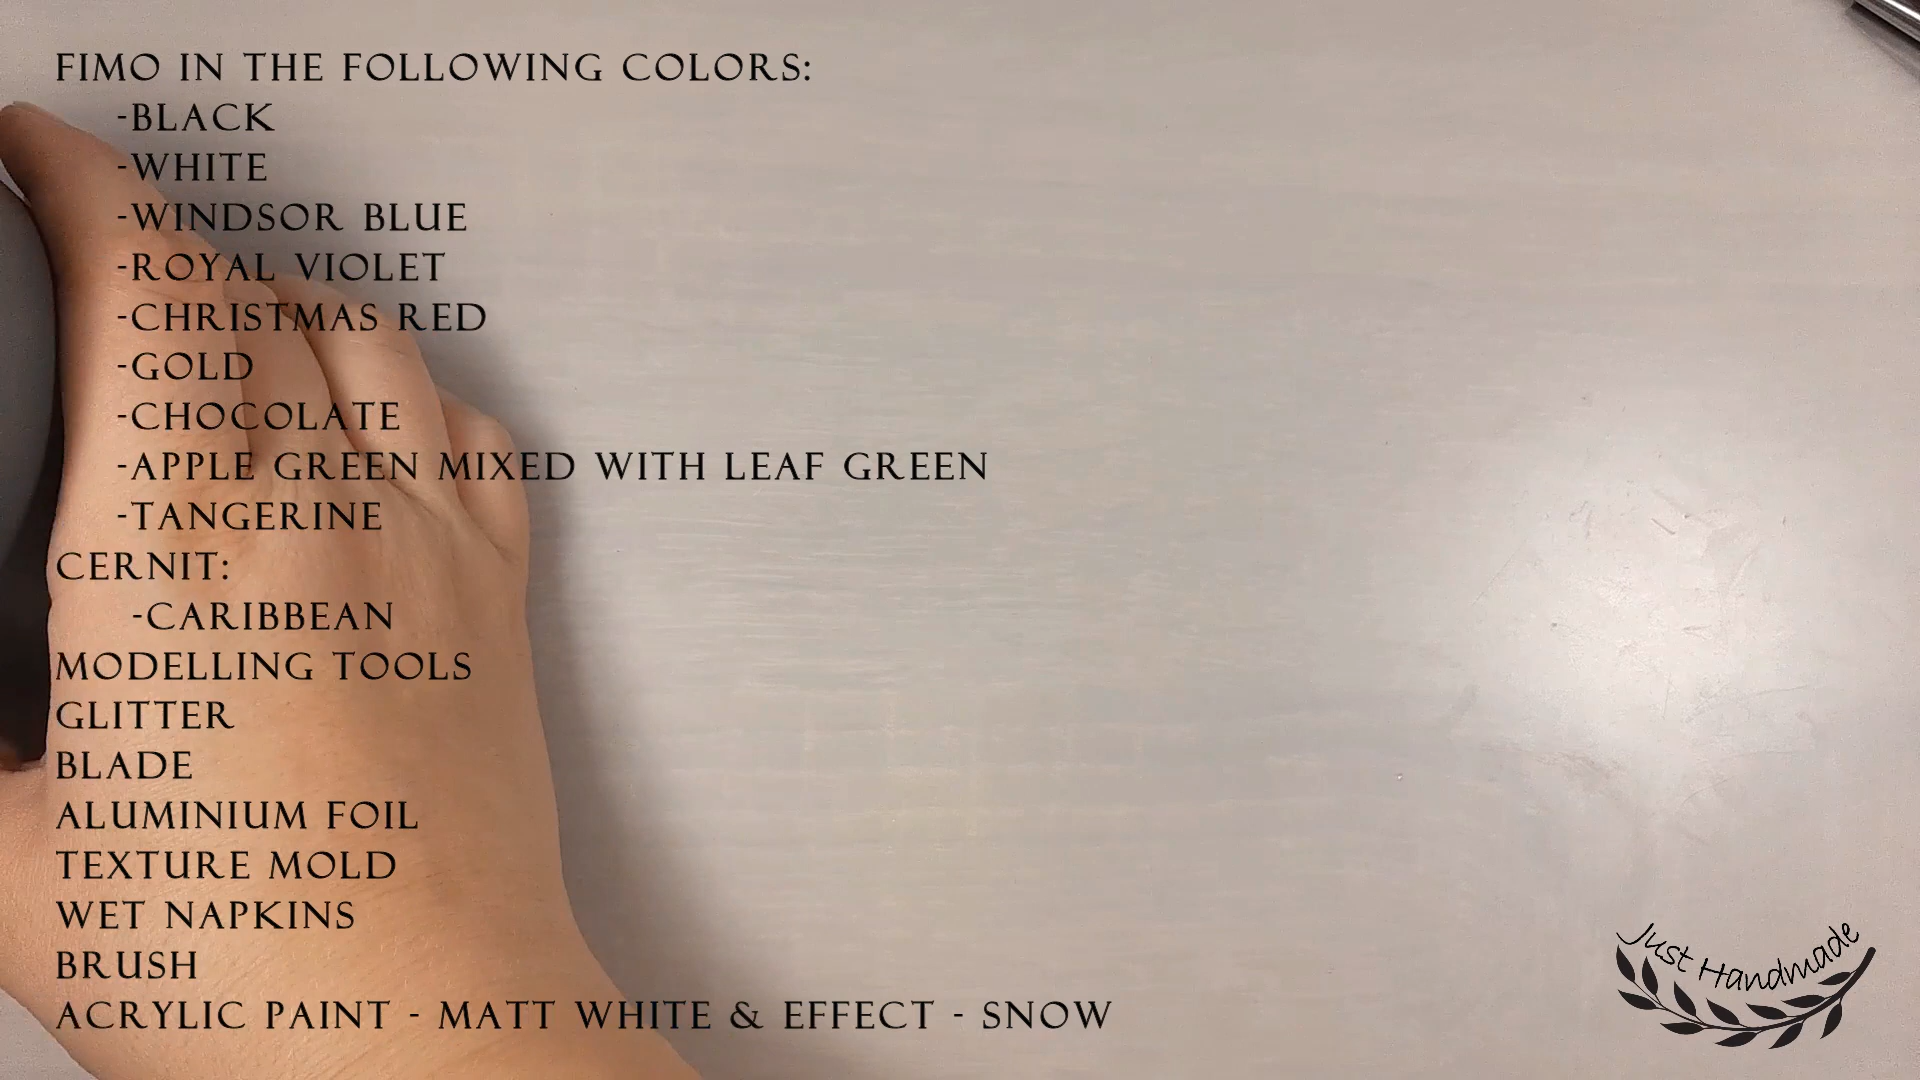 FIMO IN THE FOLLOWING COLORS:
-BLACK
-WHITE
-WINDSOR BLUE
-ROYAL VIOLET
-CHRISTMAS RED
-GOLD
-CHOCOLATE
-APPLE GREEN MIXED WITH LEAF GREEN
-TANGERINE
CERNIT:
-CARIBBEAN
MODELLING TOOLS
GLITTER
BLADE
ALUMINIUM FOIL
TEXTURE MOLD
WET NAPKINS
BRUSH
ACRYLIC PAINT - MATT WHITE & EFFECT - SNOW
Just Handmade